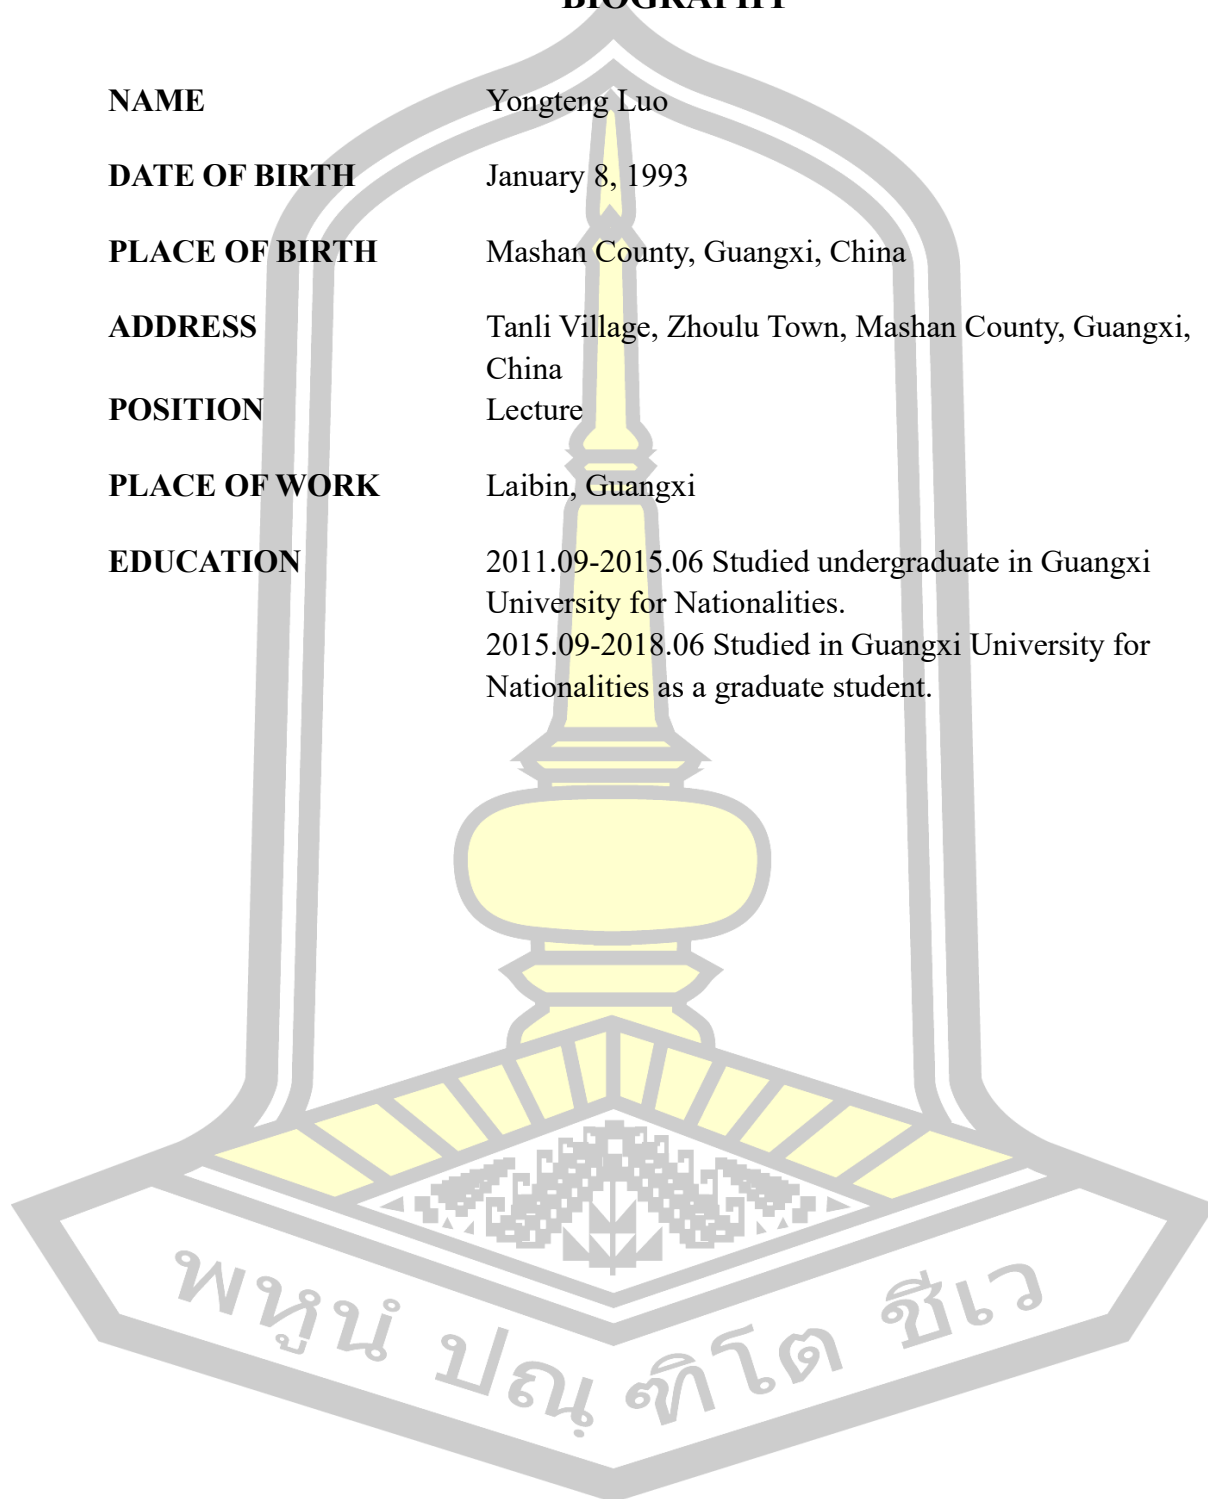 BIOGRAPHY
NAME Yongteng Luo
DATE OF BIRTH January 8, 1993
PLACE OF BIRTH Mashan County, Guangxi, China
ADDRESS Tanli Village, Zhoulu Town, Mashan County, Guangxi,
China
POSITION Lecture
PLACE OF WORK Laibin, Guangxi
EDUCATION 2011.09-2015.06 Studied undergraduate in Guangxi
University for Nationalities.
2015.09-2018.06 Studied in Guangxi University for
Nationalities as a graduate student.
พหูนํ ปณฺฑิโต ชีเว